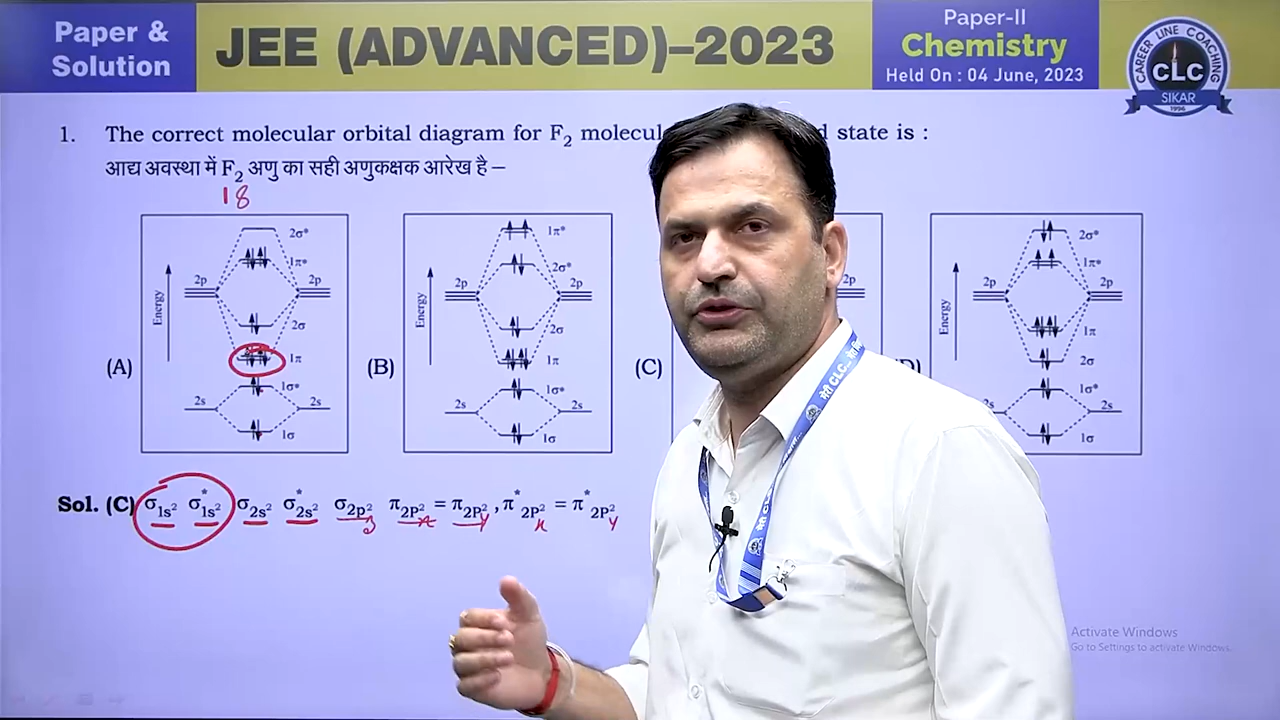 Paper &
Solution
JEE (ADVANCED)–2023
Paper-II
Chemistry
Held On : 04 June, 2023
CAREER LINE COACHING
CLC
SIKAR
1996
1. The correct molecular orbital diagram for F₂ state is :
आद्य अवस्था में F₂ अणु का सही अणुकक्षक आरेख है –
18
(A)
Energy
2σ*
1π*
2p 2p
2σ
1π
1σ*
2s 2s
1σ
(B)
Energy
1π*
2σ*
2p 2p
2σ
1π
1σ*
2s 2s
1σ
(C)
2p
Energy
2σ*
1π*
2p 2p
1π
2σ
1σ*
2s 2s
1σ
Sol. (C) σ₁ₛ² σ*₁ₛ² σ₂ₛ² σ*₂ₛ² σ₂ₚ² π₂P² = π₂P² , π*₂P² = π*₂P²
z x y x y
Activate Windows
Go to Settings to activate Windows.